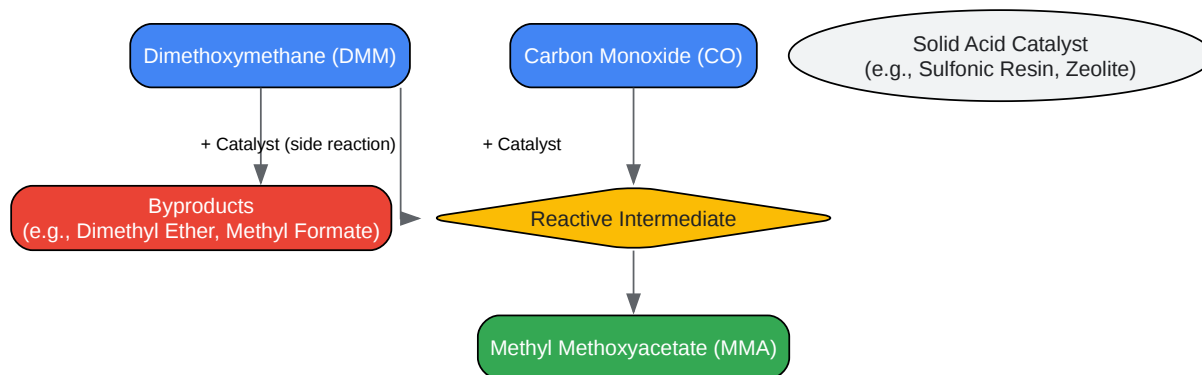 Dimethoxymethane (DMM)
Carbon Monoxide (CO)
Solid Acid Catalyst
(e.g., Sulfonic Resin, Zeolite)
+ Catalyst (side reaction)
+ Catalyst
Byproducts
(e.g., Dimethyl Ether, Methyl Formate)
Reactive Intermediate
Methyl Methoxyacetate (MMA)